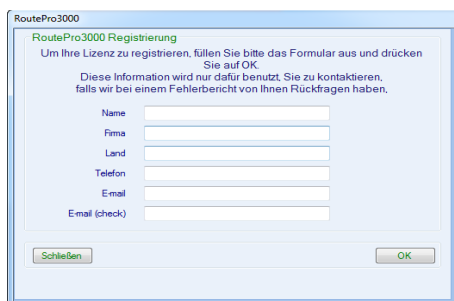 RoutePro3000
RoutePro3000 Registrierung
Um Ihre Lizenz zu registrieren, füllen Sie bitte das Formular aus und drücken
Sie auf OK.
Diese Information wird nur dafür benutzt, Sie zu kontaktieren,
falls wir bei einem Fehlerbericht von Ihnen Rückfragen haben,
Name
Firma
Land
Telefon
E-mail
E-mail (check)
Schließen
OK